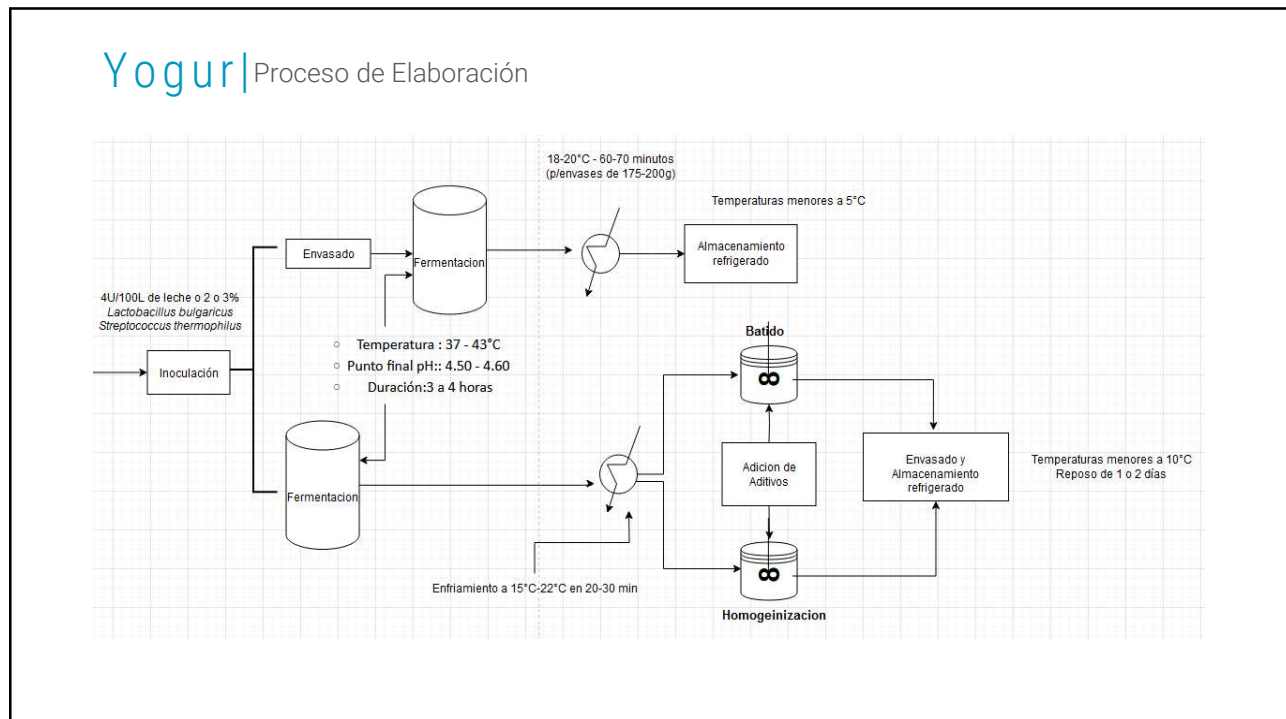 Yogur| Proceso de Elaboración
18-20°C - 60-70 minutos
(p/envases de 175-200g)
Temperaturas menores a 5°C
Envasado
Fermentacion
Almacenamiento
refrigerado
4U/100L de leche o 2 o 3%
Lactobacillus bulgaricus
Streptococcus thermophilus
Inoculación
○ Temperatura : 37 - 43°C
○ Punto final pH:: 4.50 - 4.60
○ Duración:3 a 4 horas
Batido
8
Fermentacion
Adicion de
Aditivos
Envasado y
Almacenamiento
refrigerado
Temperaturas menores a 10°C
Reposo de 1 o 2 días
8
Enfriamiento a 15°C-22°C en 20-30 min
Homogeinizacion